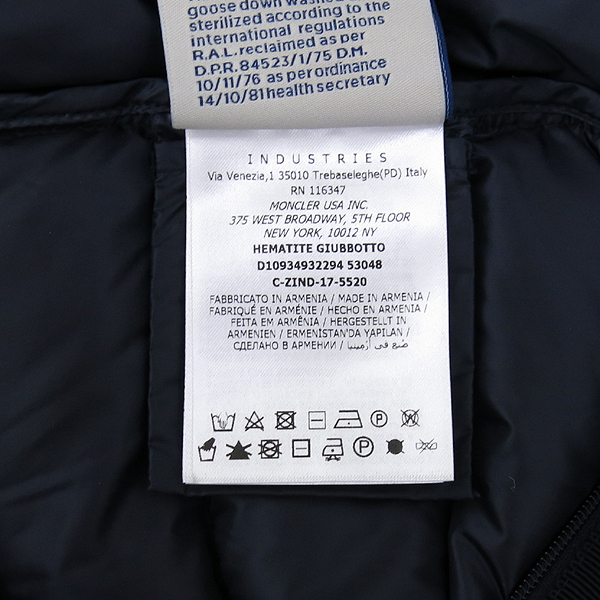 goose down washed and
sterilized according to the
international regulations
R.A.L.reclaimed as per
D.P.R.84523/1/75 D.M.
10/11/76 as per ordinance
14/10/81 health secretary
INDUSTRIES
Via Venezia,1 35010 Trebaseleghe(PD) Italy
RN 116347
MONCLER USA INC.
375 WEST BROADWAY, 5TH FLOOR
NEW YORK, 10012 NY
HEMATITE GIUBBOTTO
D10934932294 53048
C-ZIND-17-5520
FABBRICATO IN ARMENIA / MADE IN ARMENIA /
FABRIQUÉ EN ARMÉNIE / HECHO EN ARMENIA /
FEITA EM ARMÊNIA / HERGESTELLT IN
ARMENIEN / ERMENİSTAN'DA YAPILAN /
СДЕЛАНО В АРМЕНИИ / صنع في أرمينيا